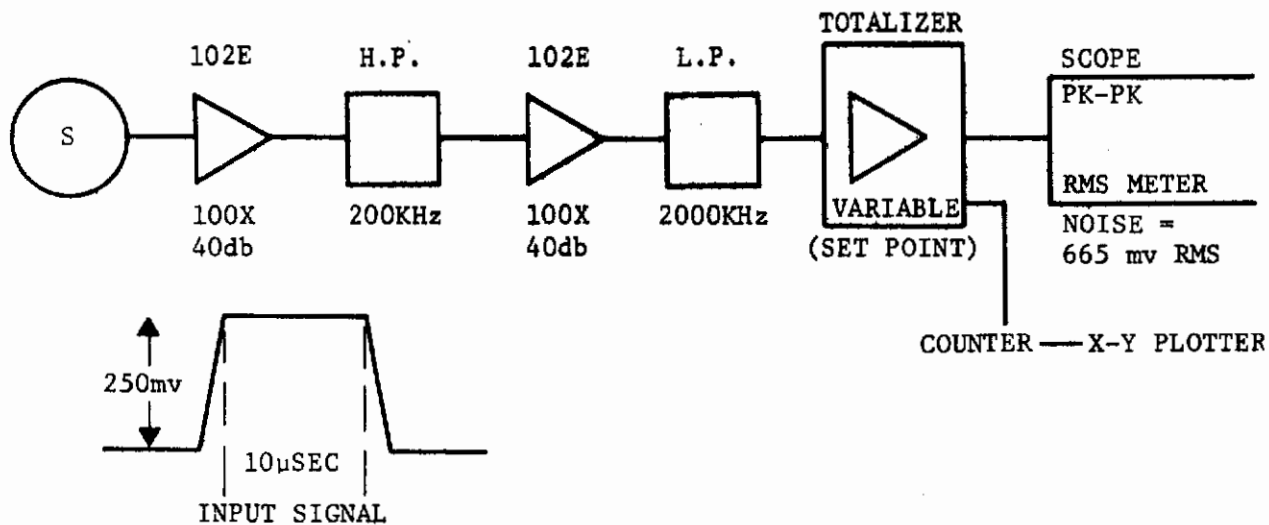 TOTALIZER
102E
H.P.
102E
L.P.
SCOPE
PK-PK
S
100X
40db
200KHz
100X
40db
2000KHz
VARIABLE
(SET POINT)
RMS METER
NOISE =
665 mv RMS
COUNTER
X-Y PLOTTER
250mv
10μSEC
INPUT SIGNAL